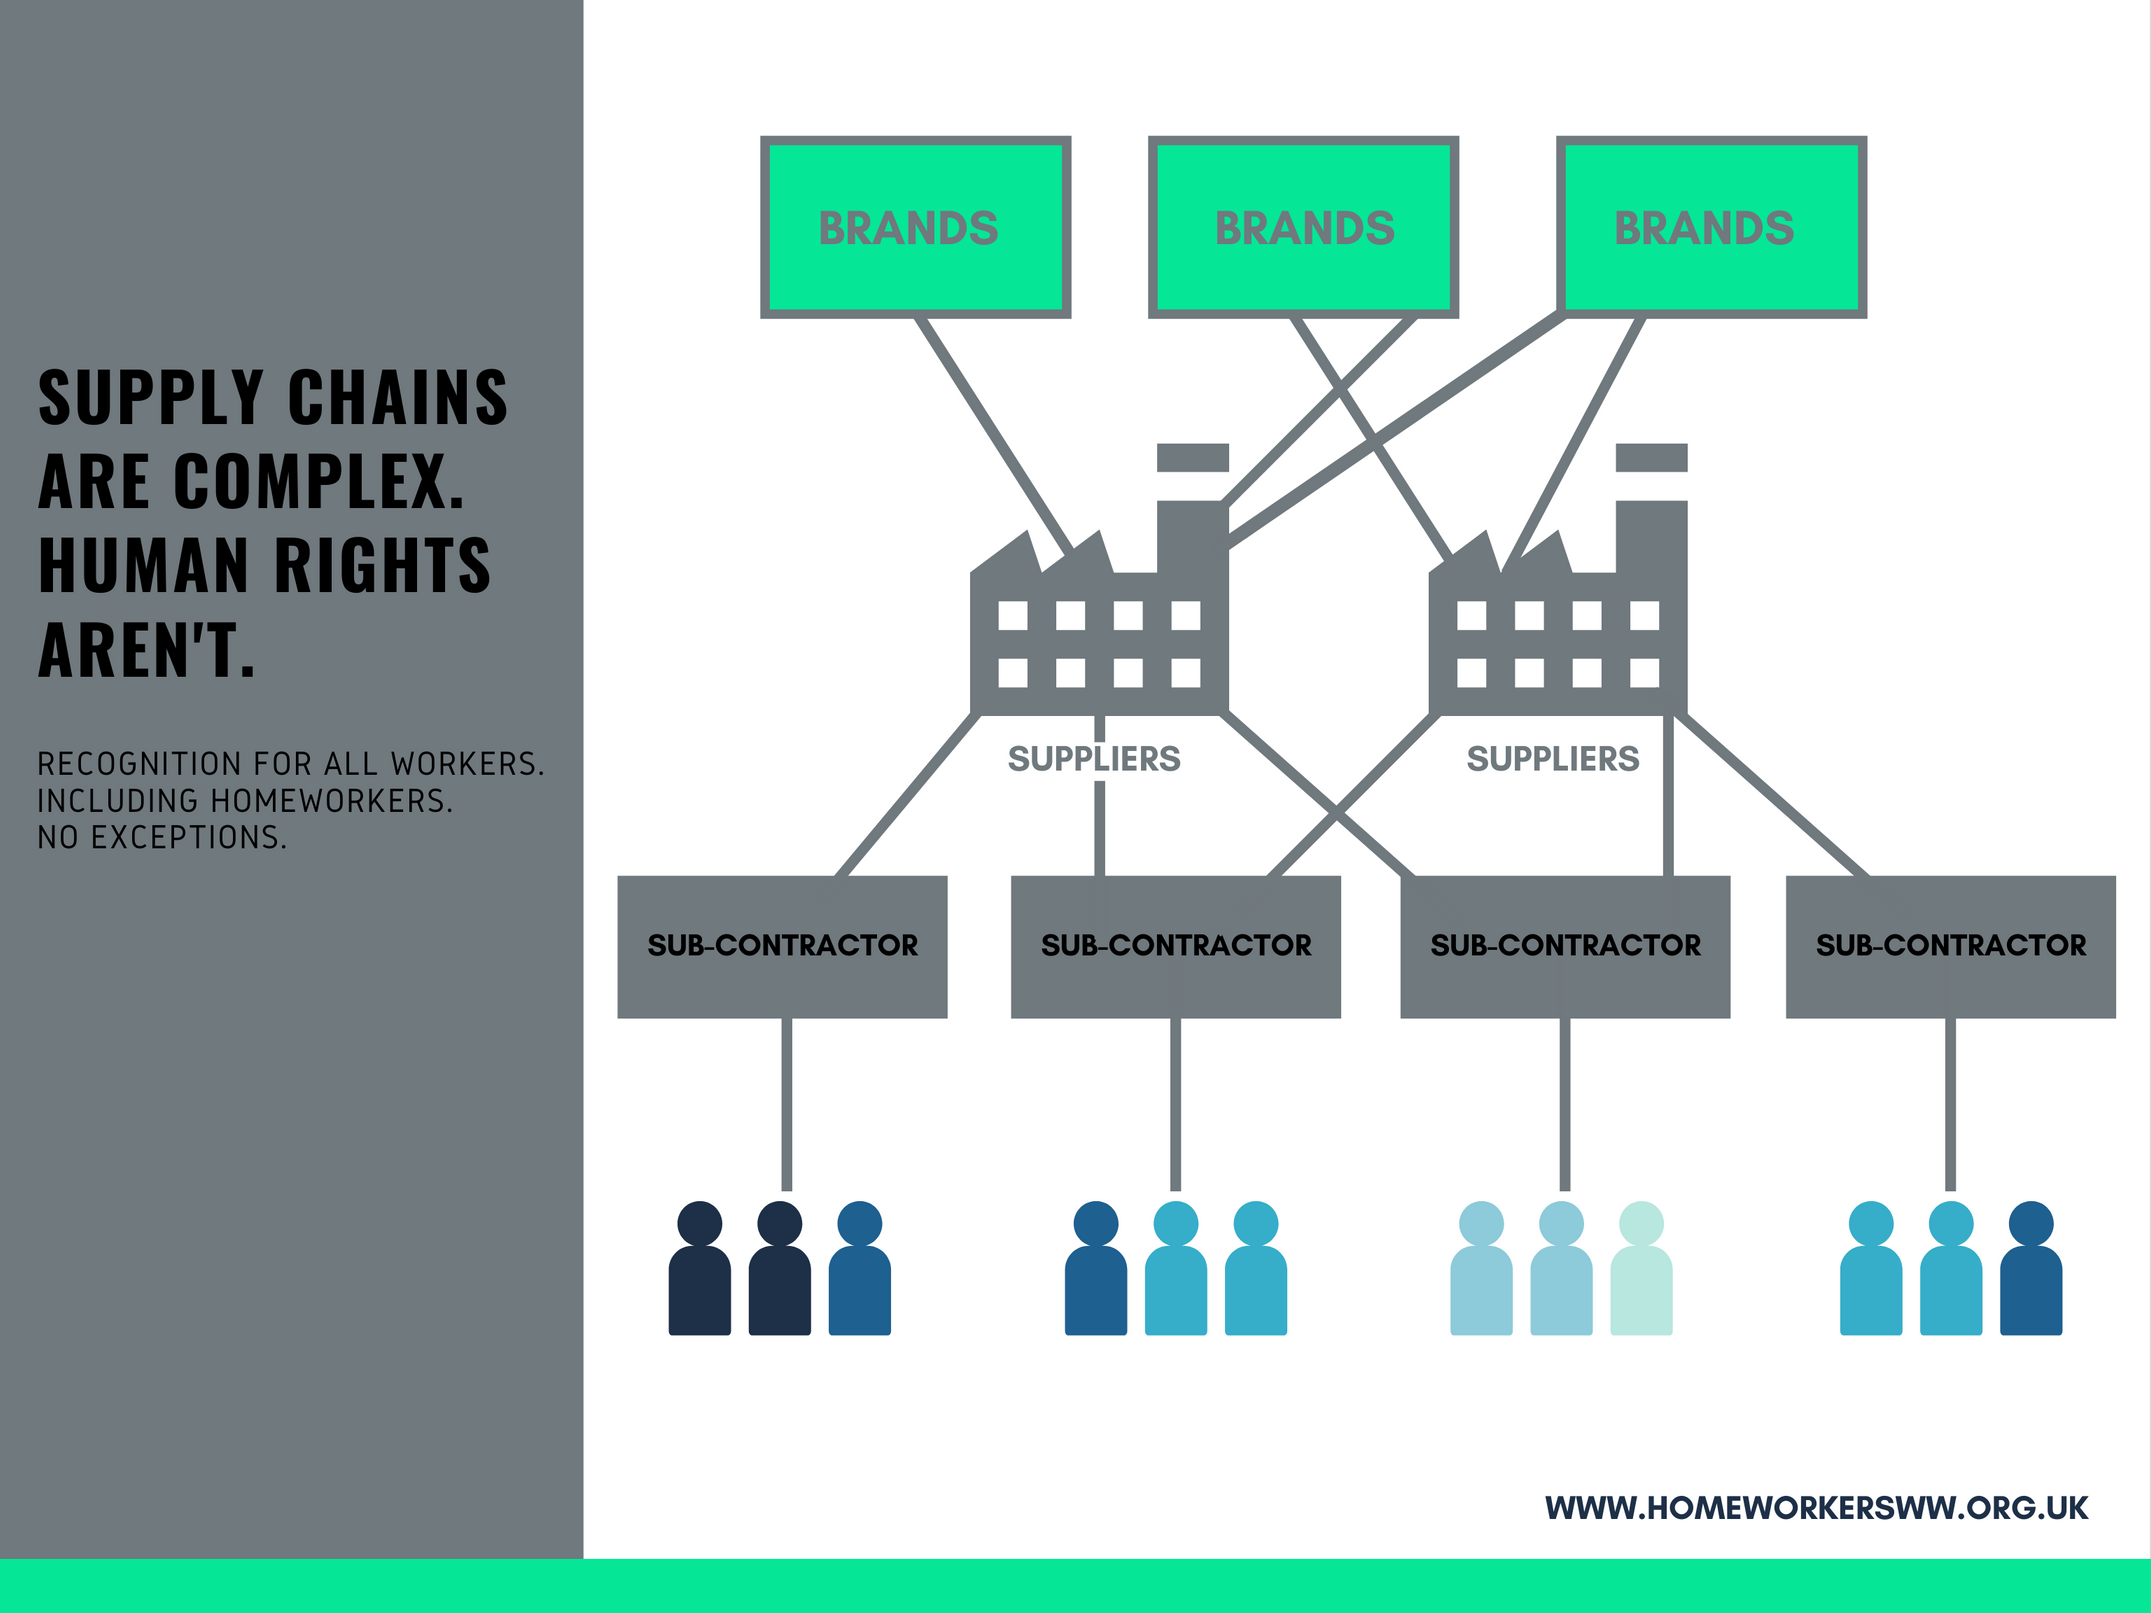 SUPPLY CHAINS
ARE COMPLEX.
HUMAN RIGHTS
AREN'T.
RECOGNITION FOR ALL WORKERS.
INCLUDING HOMEWORKERS.
NO EXCEPTIONS.
BRANDS
BRANDS
BRANDS
SUPPLIERS
SUPPLIERS
SUB-CONTRACTOR
SUB-CONTRACTOR
SUB-CONTRACTOR
SUB-CONTRACTOR
WWW.HOMEWORKERSWW.ORG.UK